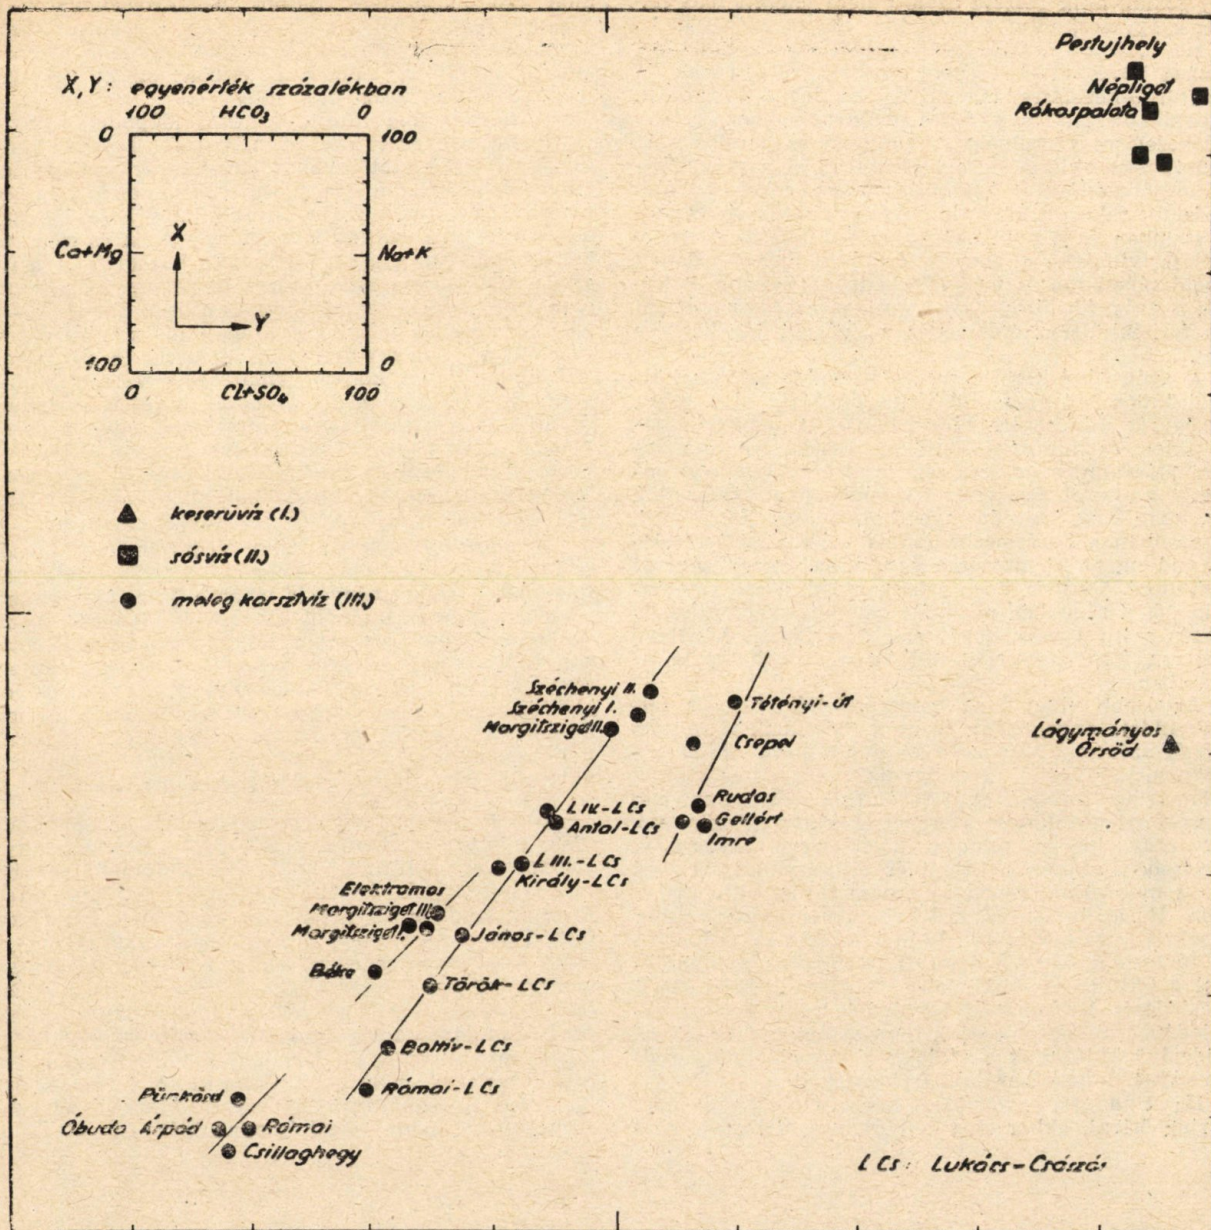 Pestujhely
Népliget
Rákospalota
X, Y: egyenérték százalékban
100 HCO₃ 0
0 100
X
Ca+Mg Na+K
Y
100 0
0 Cl+SO₄ 100
keserűvíz (I.)
sósvíz (II.)
meleg karsztvíz (III.)
Széchenyi II.
Széchenyi I.
Margitsziget II.
Tétényi-út
Csepel
Lágymányos
Őrsöd
L IV.-L Cs
Antal-L Cs
Rudas
Gellért
Imre
L III.-L Cs
Király-L Cs
Elektromos
Margitsziget III.
Margitsziget I.
János-L Cs
Béke
Török-L Cs
Boltív-L Cs
Római-L Cs
Pünkösd
Óbuda Árpád
Római
Csillaghegy
L Cs: Lukács-Császár